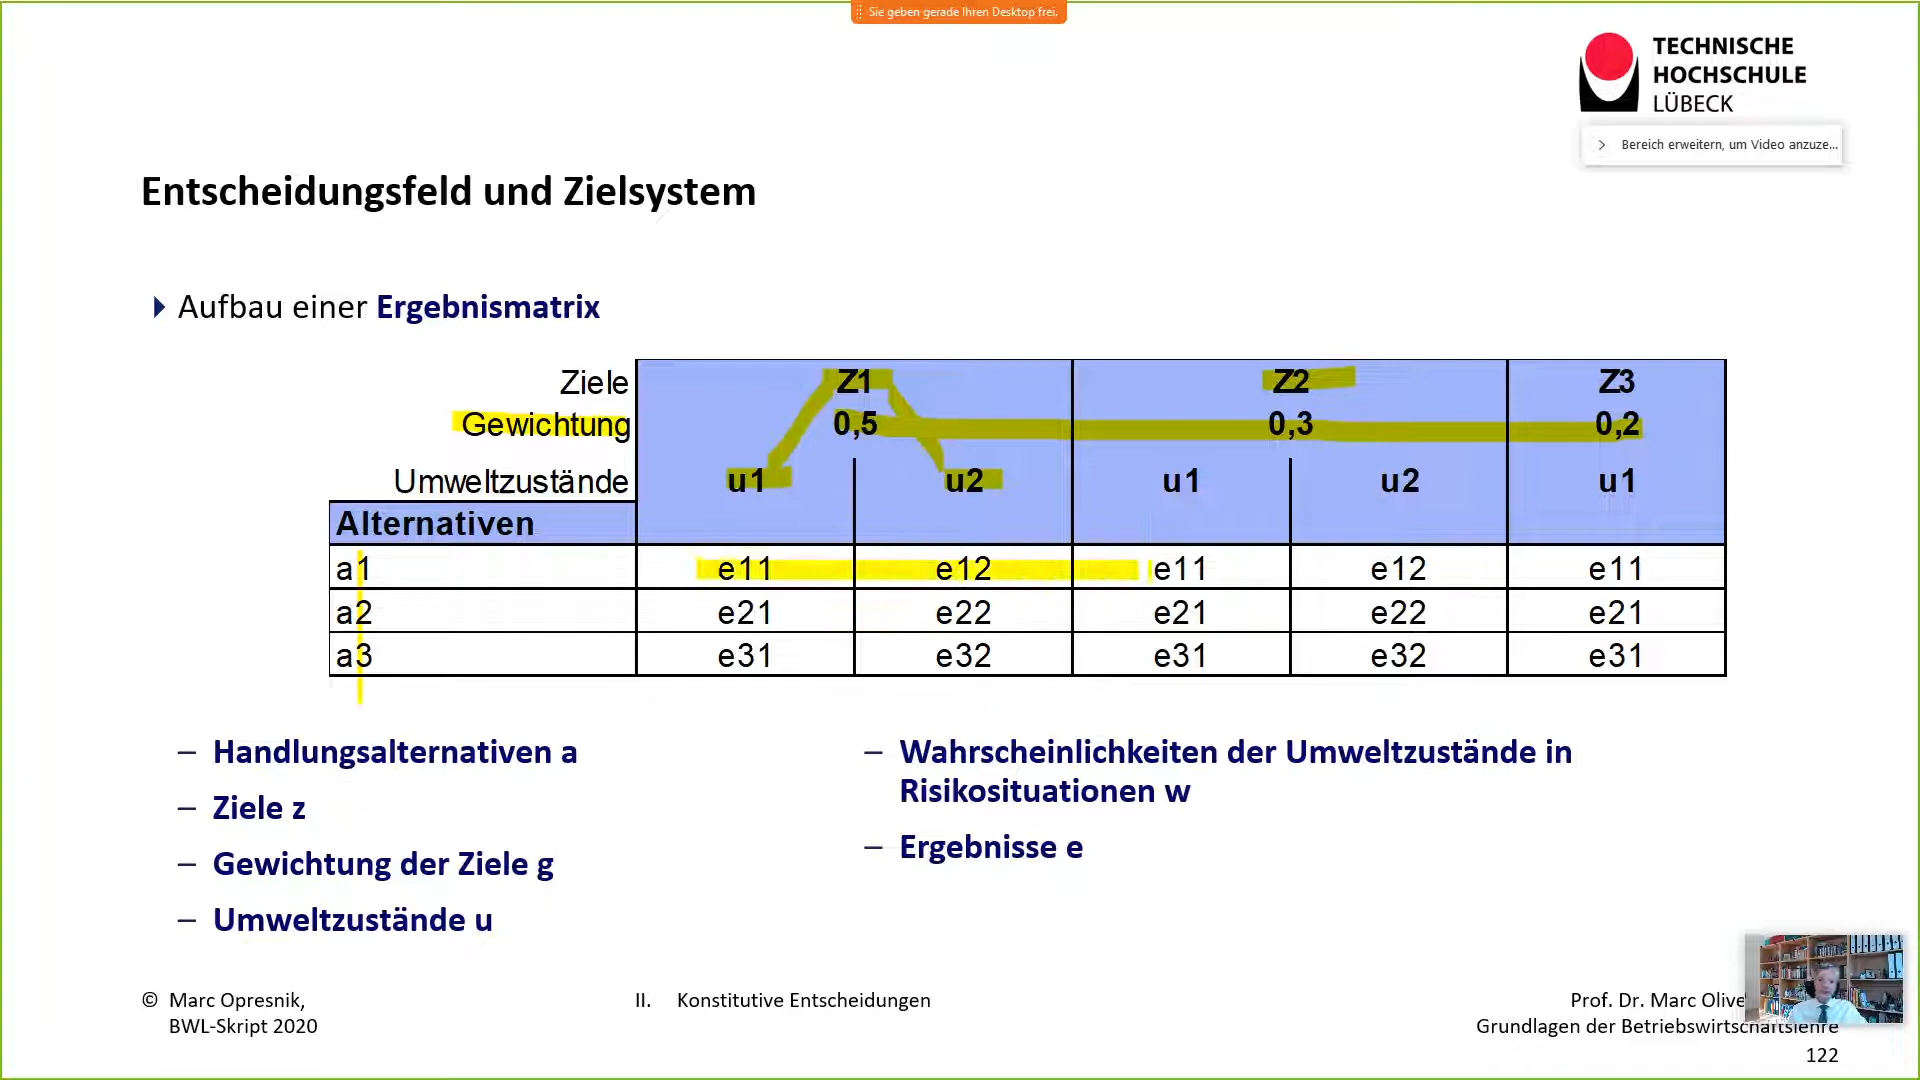 Sie geben gerade Ihren Desktop frei.
TECHNISCHE
HOCHSCHULE
LÜBECK
Bereich erweitern, um Video anzuze...
Entscheidungsfeld und Zielsystem
Aufbau einer Ergebnismatrix
Ziele Z1 Z2 Z3
Gewichtung 0,5 0,3 0,2
Umweltzustände u1 u2 u1 u2 u1
Alternativen
a1 e11 e12 e11 e12 e11
a2 e21 e22 e21 e22 e21
a3 e31 e32 e31 e32 e31
– Handlungsalternativen a
– Ziele z
– Gewichtung der Ziele g
– Umweltzustände u
– Wahrscheinlichkeiten der Umweltzustände in
Risikosituationen w
– Ergebnisse e
© Marc Opresnik,
BWL-Skript 2020
II. Konstitutive Entscheidungen
Prof. Dr. Marc Olive
Grundlagen der Betriebswirtschaftslehre
122